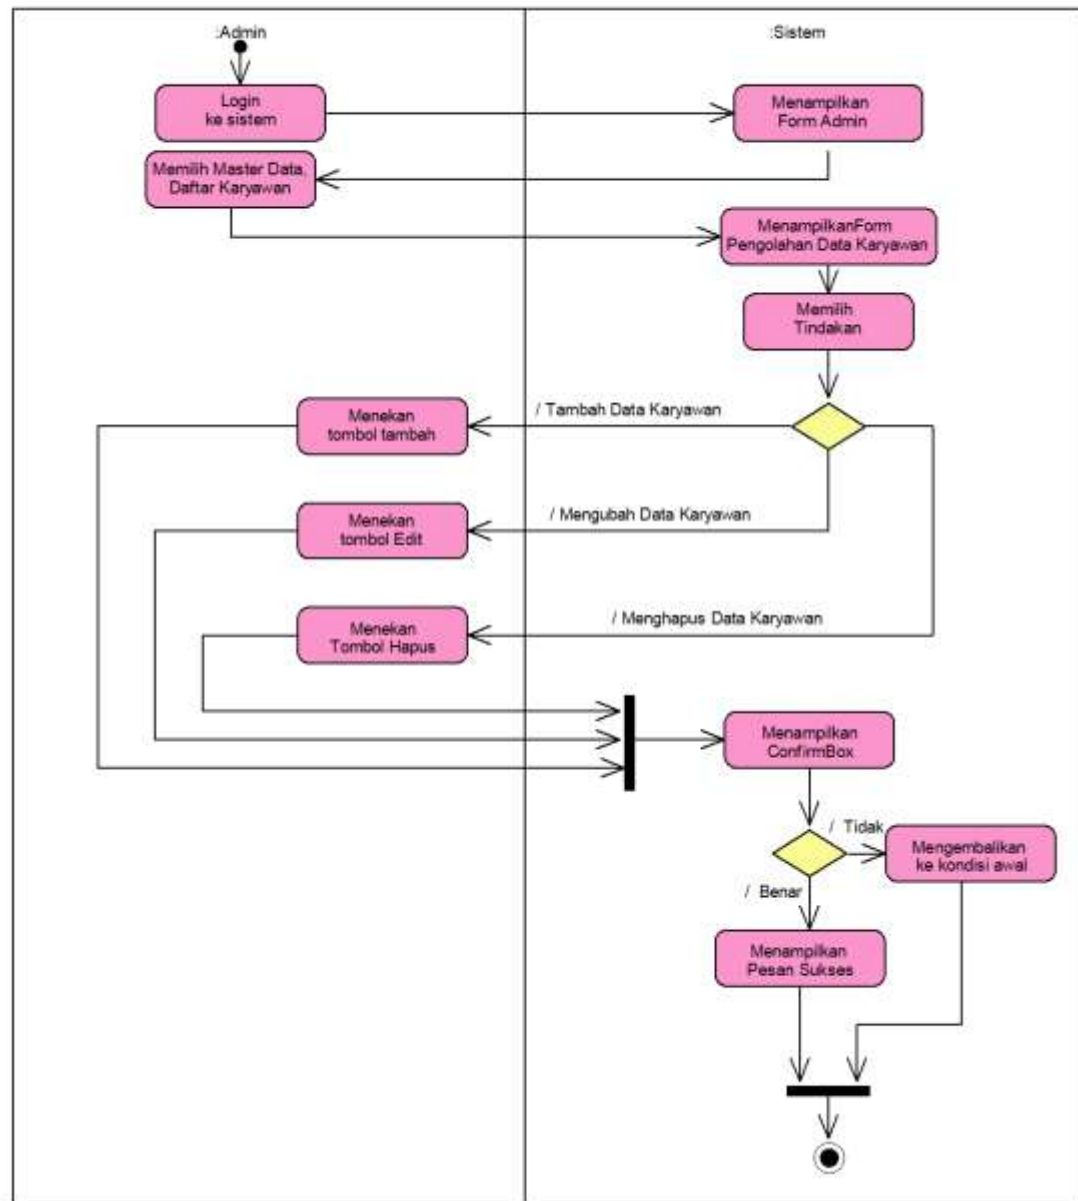 :Admin
:Sistem
Login
ke sistem
Menampilkan
Form Admin
Memilih Master Data,
Daftar Karyawan
MenampilkanForm
Pengolahan Data Karyawan
Memilih
Tindakan
/ Tambah Data Karyawan
Menekan
tombol tambah
/ Mengubah Data Karyawan
Menekan
tombol Edit
/ Menghapus Data Karyawan
Menekan
Tombol Hapus
Menampilkan
ConfirmBox
/ Tidak
Mengembalikan
ke kondisi awal
/ Benar
Menampilkan
Pesan Sukses